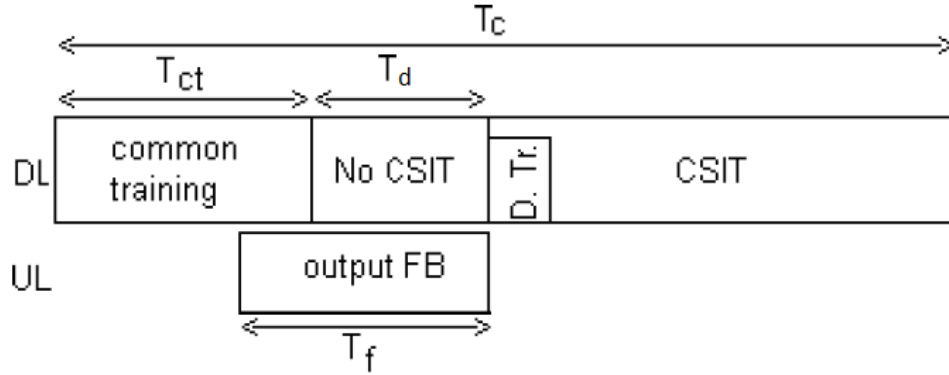 Tc
Tct
Td
DL
common
training
No CSIT
D. Tr.
CSIT
UL
output FB
Tf